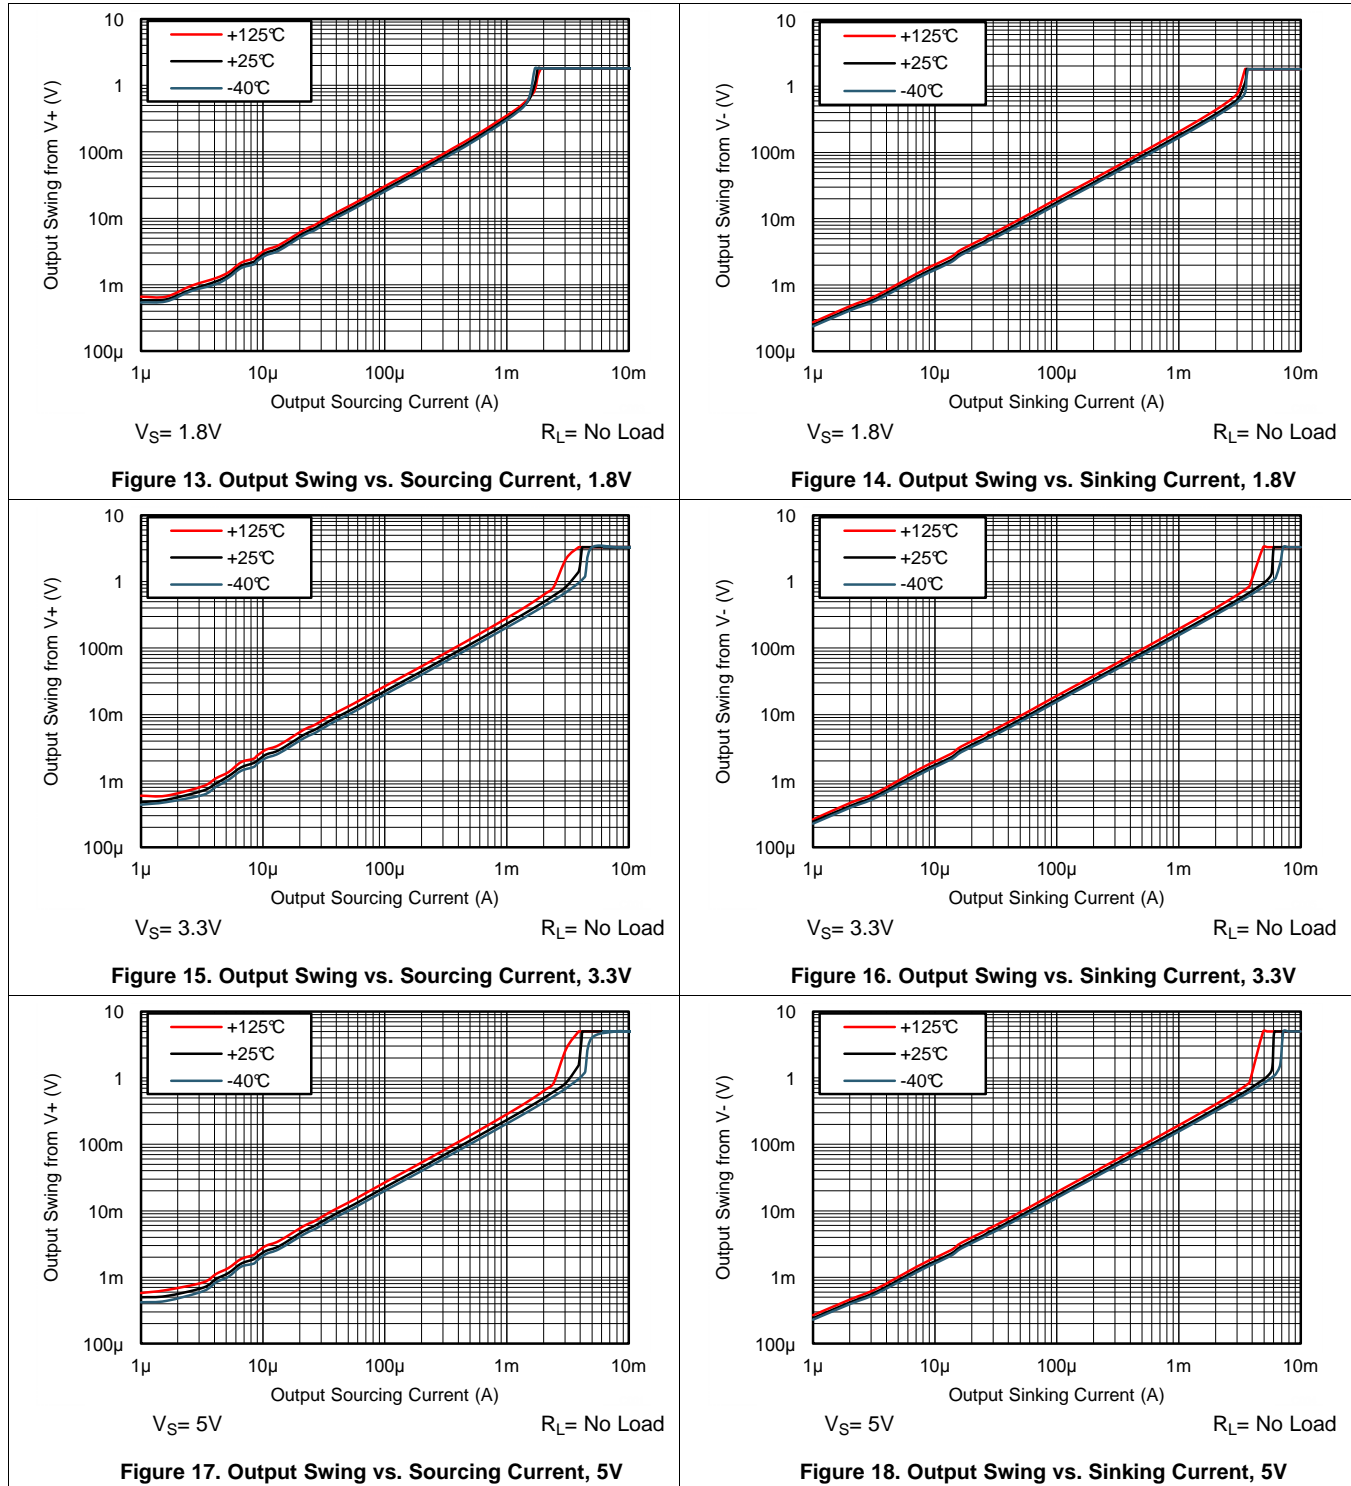 10
1
100m
10m
1m
100µ
1µ
10µ
100µ
1m
10m
Output Swing from V+ (V)
Output Sourcing Current (A)
+125°C
+25°C
-40°C
VS= 1.8V
RL= No Load
Figure 13. Output Swing vs. Sourcing Current, 1.8V
10
1
100m
10m
1m
100µ
1µ
10µ
100µ
1m
10m
Output Swing from V- (V)
Output Sinking Current (A)
+125°C
+25°C
-40°C
VS= 1.8V
RL= No Load
Figure 14. Output Swing vs. Sinking Current, 1.8V
10
1
100m
10m
1m
100µ
1µ
10µ
100µ
1m
10m
Output Swing from V+ (V)
Output Sourcing Current (A)
+125°C
+25°C
-40°C
VS= 3.3V
RL= No Load
Figure 15. Output Swing vs. Sourcing Current, 3.3V
10
1
100m
10m
1m
100µ
1µ
10µ
100µ
1m
10m
Output Swing from V- (V)
Output Sinking Current (A)
+125°C
+25°C
-40°C
VS= 3.3V
RL= No Load
Figure 16. Output Swing vs. Sinking Current, 3.3V
10
1
100m
10m
1m
100µ
1µ
10µ
100µ
1m
10m
Output Swing from V+ (V)
Output Sourcing Current (A)
+125°C
+25°C
-40°C
VS= 5V
RL= No Load
Figure 17. Output Swing vs. Sourcing Current, 5V
10
1
100m
10m
1m
100µ
1µ
10µ
100µ
1m
10m
Output Swing from V- (V)
Output Sinking Current (A)
+125°C
+25°C
-40°C
VS= 5V
RL= No Load
Figure 18. Output Swing vs. Sinking Current, 5V